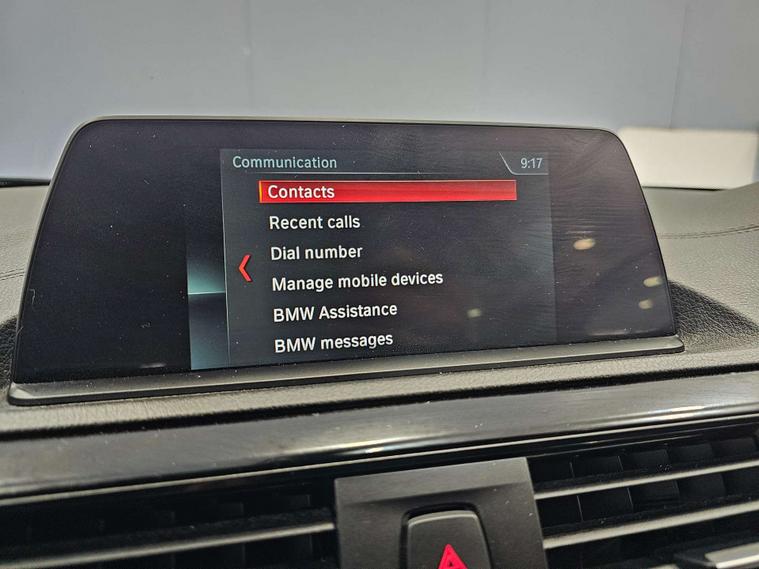 Communication
9:17
Contacts
Recent calls
Dial number
Manage mobile devices
BMW Assistance
BMW messages